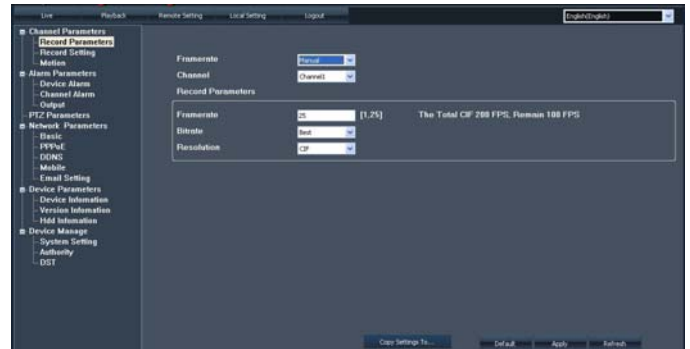 Live Playback Remote Setting Local Setting Logout English(English)
Channel Parameters
Record Parameters
Record Setting
Motion
Alarm Parameters
Device Alarm
Channel Alarm
Output
PTZ Parameters
Network Parameters
Basic
PPPoE
DDNS
Mobile
Email Setting
Device Parameters
Device Infomation
Version Infomation
Hdd Infomation
Device Manage
System Setting
Authority
DST
Framerate Manual
Channel Channel1
Record Parameters
Framerate 25 [1,25] The Total CIF 200 FPS, Remain 100 FPS
Bitrate Best
Resolution CIF
Copy Settings To... Default Apply Refresh